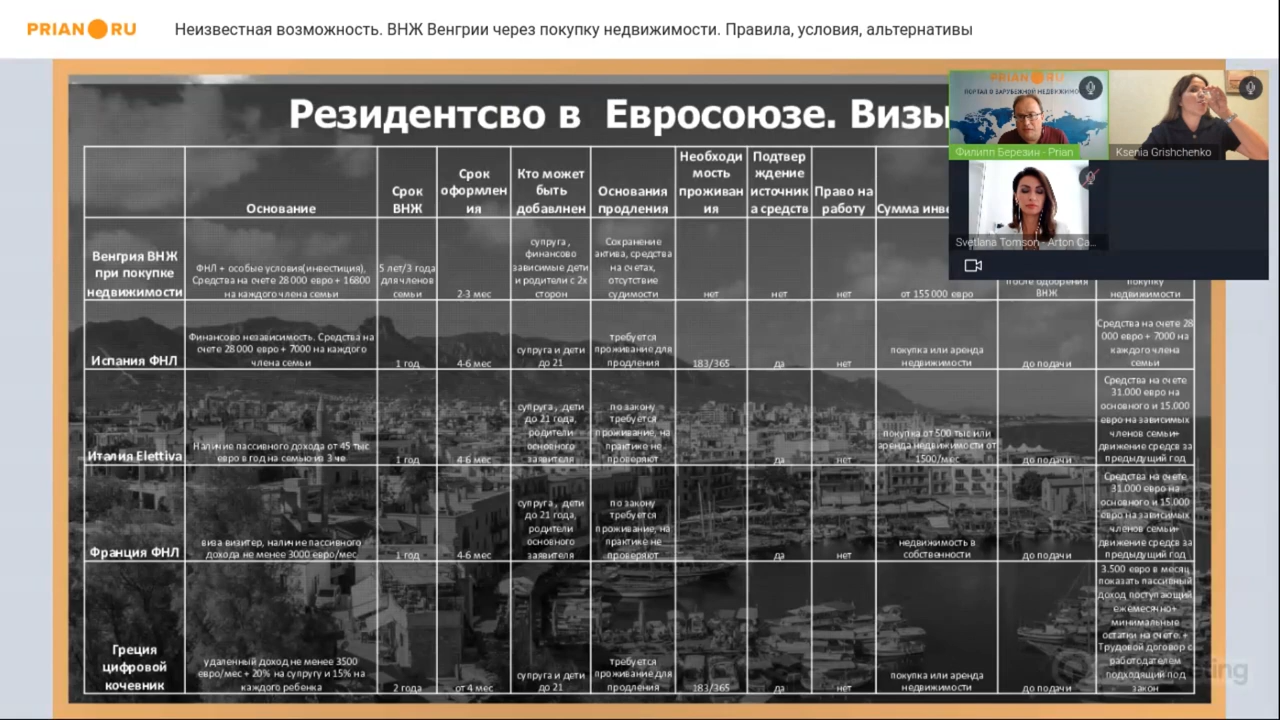 PRIAN RU
Неизвестная возможность. ВНЖ Венгрии через покупку недвижимости. Правила, условия, альтернативы
Резидентсво в Евросоюзе. Визы
PRIAN RU
ПОРТАЛ О ЗАРУБЕЖНОЙ НЕДВИЖИМО
Филипп Березин - Prian
Ksenia Grishchenko
Svetlana Tomson - Arton Ca...
Основание
Срок
ВНЖ
Срок
оформлен
ия
Кто может
быть
добавлнен
Основания
продления
Необходи
мость
проживан
ия
Подтвер
ждение
источник
а средств
Право на
работу
Сумма инве
Венгрия ВНЖ
при покупке
недвижимости
ФНЛ + особые условия(инвестиция),
Средства на счете 28 000 евро + 16800
на каждого члена семьи
5 лет/3 года
для членов
семьи
2-3 мес
супруга ,
финансово
зависимые дети
и родители с 2х
сторон
Сохранение
актива, средства
на счетах,
отсутствие
судимости
нет
нет
нет
от 155 000 евро
после одобрения
ВНЖ
покупку
недвижимости
Испания ФНЛ
Финансово независимость. Средства на
счете 28 000 евро + 7000 на каждого
члена семьи
1 год
4-6 мес
супруга и дети
до 21
требуется
проживание для
продления
183/365
да
нет
покупка или аренда
недвижимости
до подачи
Средства на счете 28
000 евро + 7000 на
каждого члена
семьи
Италия Elettiva
Наличие пассивного дохода от 45 тыс
евро в год на семью из 3 че
1 год
4-6 мес
супруга , дети
до 21 года,
родители
основного
заявителя
по закону
требуется
проживание, на
практике не
проверяют
да
нет
покупка от 500 тыс или
аренда недвижимости от
1500/мес
до подачи
Средства на счете
31.000 евро на
основного и 15.000
евро на зависимых
членов семьи+
движение средсв за
предыдущий год
Франция ФНЛ
виза визитер, наличие пассивного
дохода не менее 3000 евро/мес
1 год
4-6 мес
супруга , дети
до 21 года,
родители
основного
заявителя
по закону
требуется
проживание, на
практике не
проверяют
да
нет
недвижимость в
собственности
до подачи
Средства на счете
31.000 евро на
основного и 15.000
евро на зависимых
членов семьи+
движение средсв за
предыдущий год
Греция
цифровой
кочевник
удаленный доход не менее 3500
евро/мес + 20% на супругу и 15% на
каждого ребенка
2 года
от 4 мес
супруга и дети
до 21
требуется
проживание для
продления
183/365
да
нет
покупка или аренда
недвижимости
до подачи
3.500 евро в месяц
показать пассивный
доход поступающий
ежемесячно+
минимальные
остатки на счете. +
Трудовой договор с
работодателем
подходящий под
закон